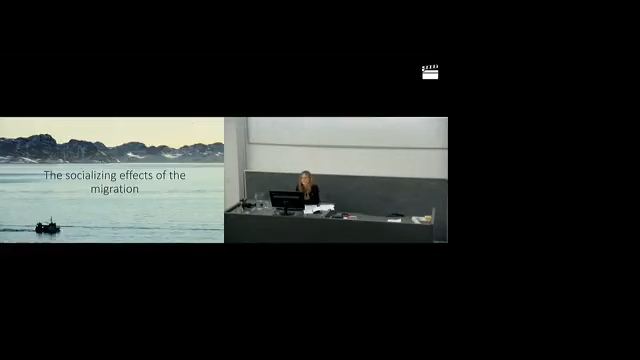 The socializing effects of the
migration